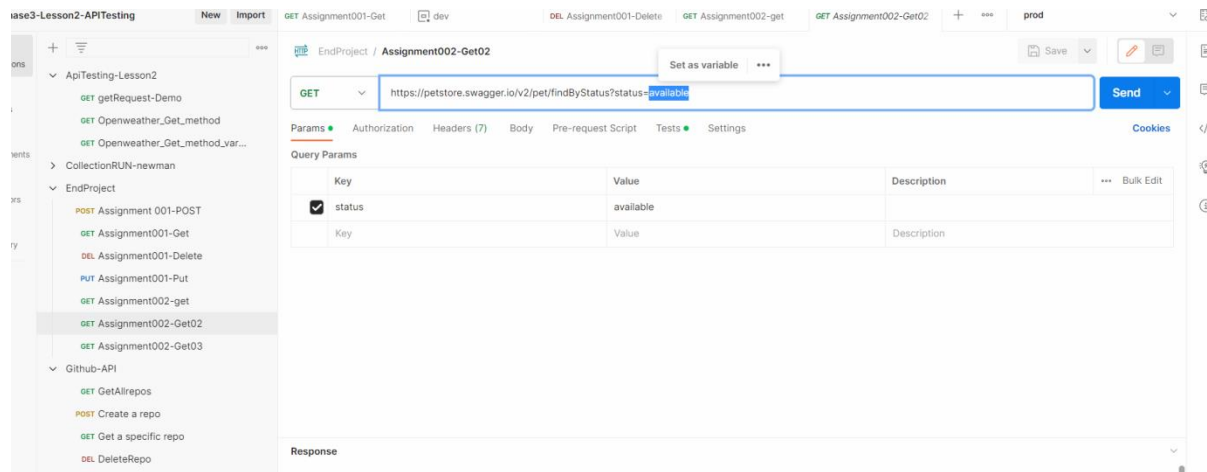 ase3-Lesson2-APITesting New Import GET Assignment001-Get dev DEL Assignment001-Delete GET Assignment002-get GET Assignment002-Get02 prod
EndProject / Assignment002-Get02 Save
ons
Set as variable
ApiTesting-Lesson2
GET getRequest-Demo
GET Openweather_Get_method
GET Openweather_Get_method_var...
CollectionRUN-newman
EndProject
POST Assignment 001-POST
GET Assignment001-Get
DEL Assignment001-Delete
PUT Assignment001-Put
GET Assignment002-get
GET Assignment002-Get02
GET Assignment002-Get03
Github-API
GET GetAllrepos
POST Create a repo
GET Get a specific repo
DEL DeleteRepo
GET https://petstore.swagger.io/v2/pet/findByStatus?status=available Send
Params Authorization Headers (7) Body Pre-request Script Tests Settings Cookies
Query Params
Key Value Description Bulk Edit
status available
Key Value Description
Response